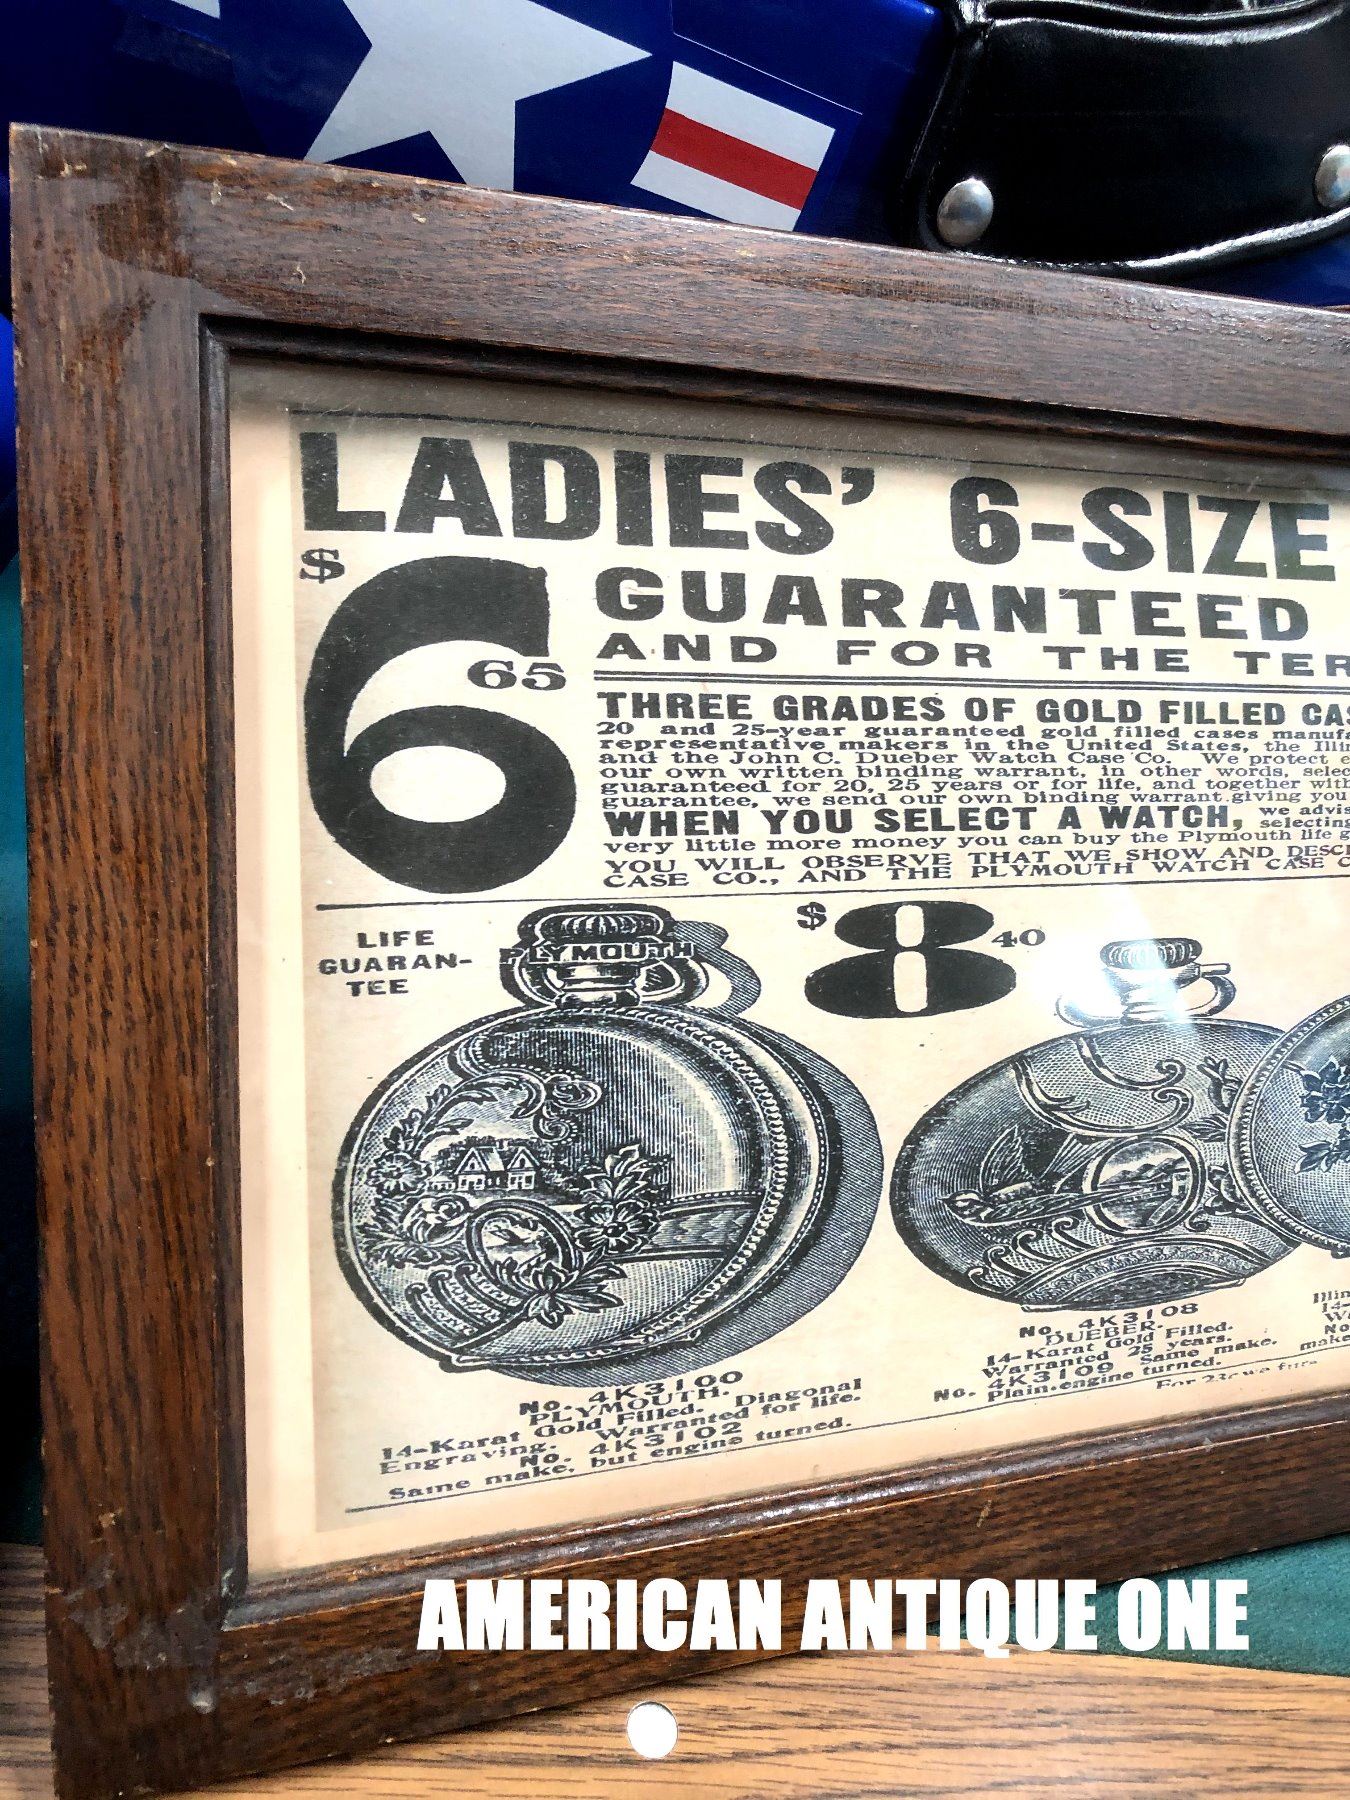 LADIES' 6-SIZE
$6 65
GUARANTEED
AND FOR THE
THREE GRADES OF GOLD FILLED
20 and 25-year guaranteed gold filled cases
representative makers in the United States, the
and the John C. Dueber Watch Case Co. We protect
our own written binding warrant, in other words,
guaranteed for 20, 25 years or for life, and together
guarantee, we send our own binding warrant giving you
WHEN YOU SELECT A WATCH, we selecting
very little more money you can buy the Plymouth life
YOU WILL OBSERVE THAT WE SHOW AND
CASE CO., AND THE PLYMOUTH WATCH CASE
LIFE
GUARAN-
TEE
PLYMOUTH
$8 40
No. 4K3100
PLYMOUTH. Diagonal
14-Karat Gold Filled. Warranted for life.
Engraving.
No. 4K3102
Same make, but engine turned.
No. 4K3108
DUEBER.
14-Karat Gold Filled.
Warranted 25 years.
No. 4K3109 Same make.
Plain engine turned.
For 23c we
AMERICAN ANTIQUE ONE